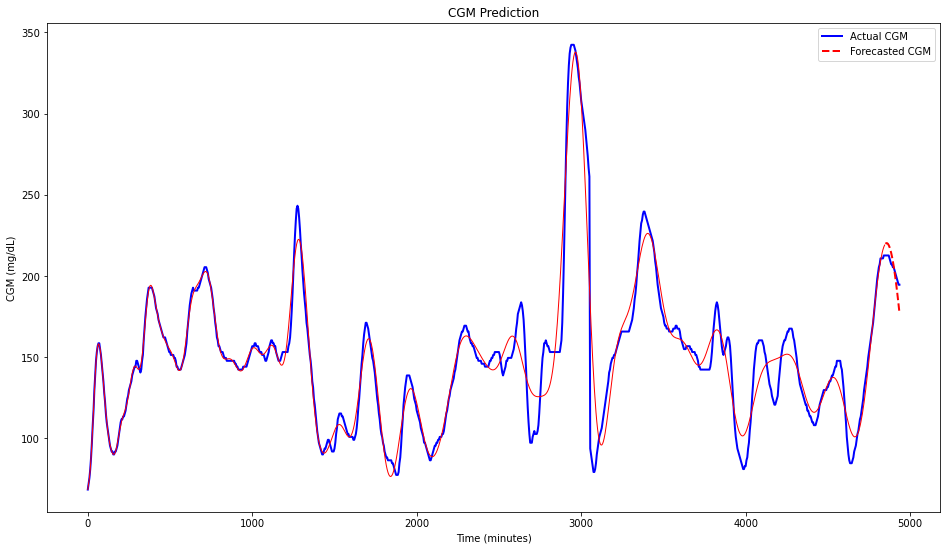 CGM Prediction
Actual CGM
Forecasted CGM
350
300
250
200
150
100
CGM (mg/dL)
0
1000
2000
3000
4000
5000
Time (minutes)